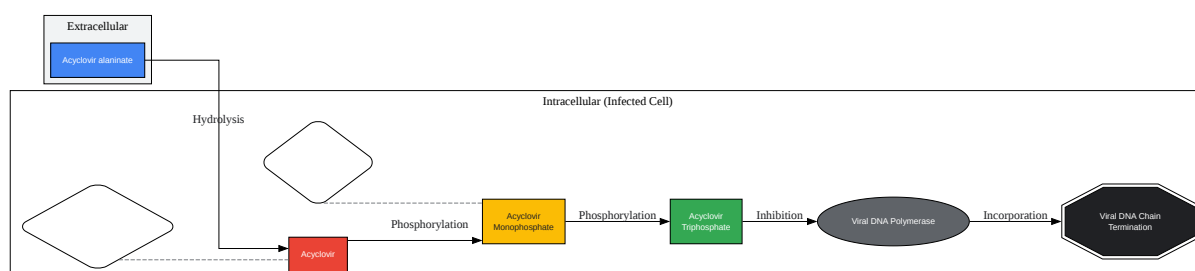 Extracellular
Acyclovir alaninate
Intracellular (Infected Cell)
Hydrolysis
Acyclovir
Phosphorylation
Acyclovir
Monophosphate
Phosphorylation
Acyclovir
Triphosphate
Inhibition
Viral DNA Polymerase
Incorporation
Viral DNA Chain
Termination